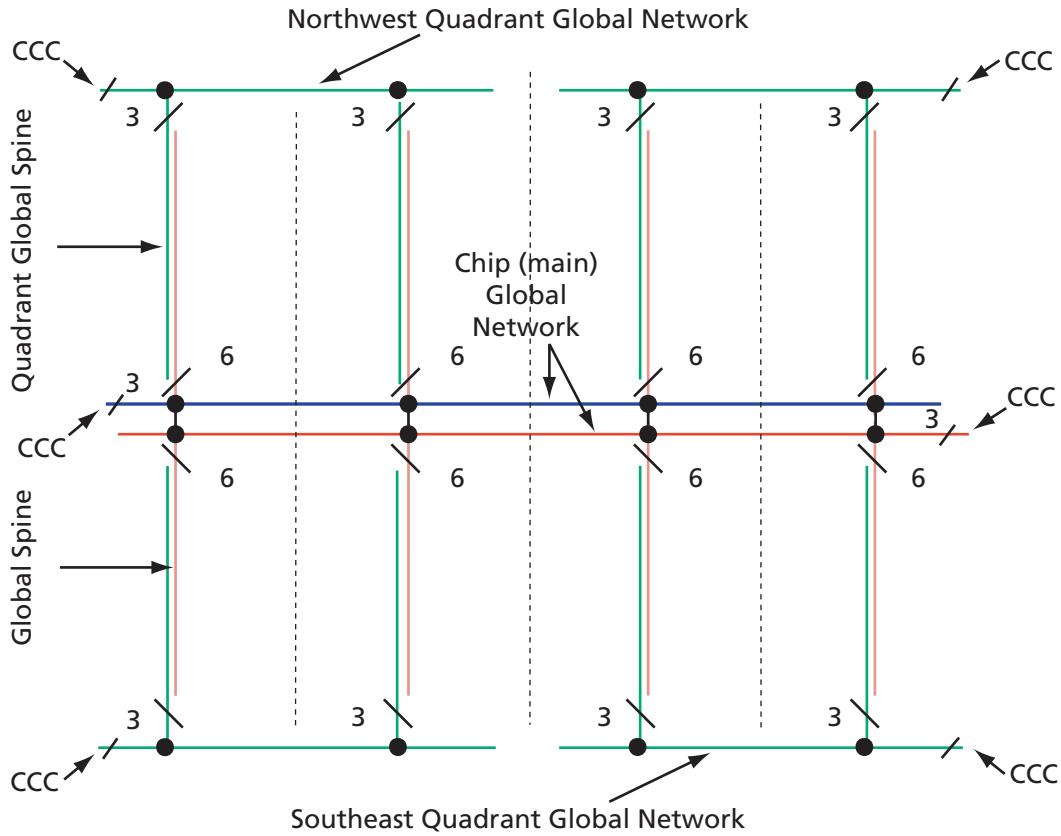 Northwest Quadrant Global Network
CCC
CCC
3
3
3
3
Quadrant Global Spine
Chip (main)
Global
Network
6
6
6
6
3
CCC
3
CCC
6
6
6
6
Global Spine
3
3
3
3
CCC
CCC
Southeast Quadrant Global Network